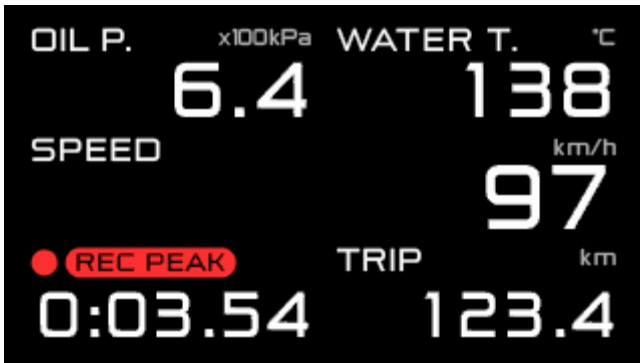 OIL P. x100kPa WATER T. °C
6.4 138
SPEED km/h
97
REC PEAK TRIP km
0:03.54 123.4